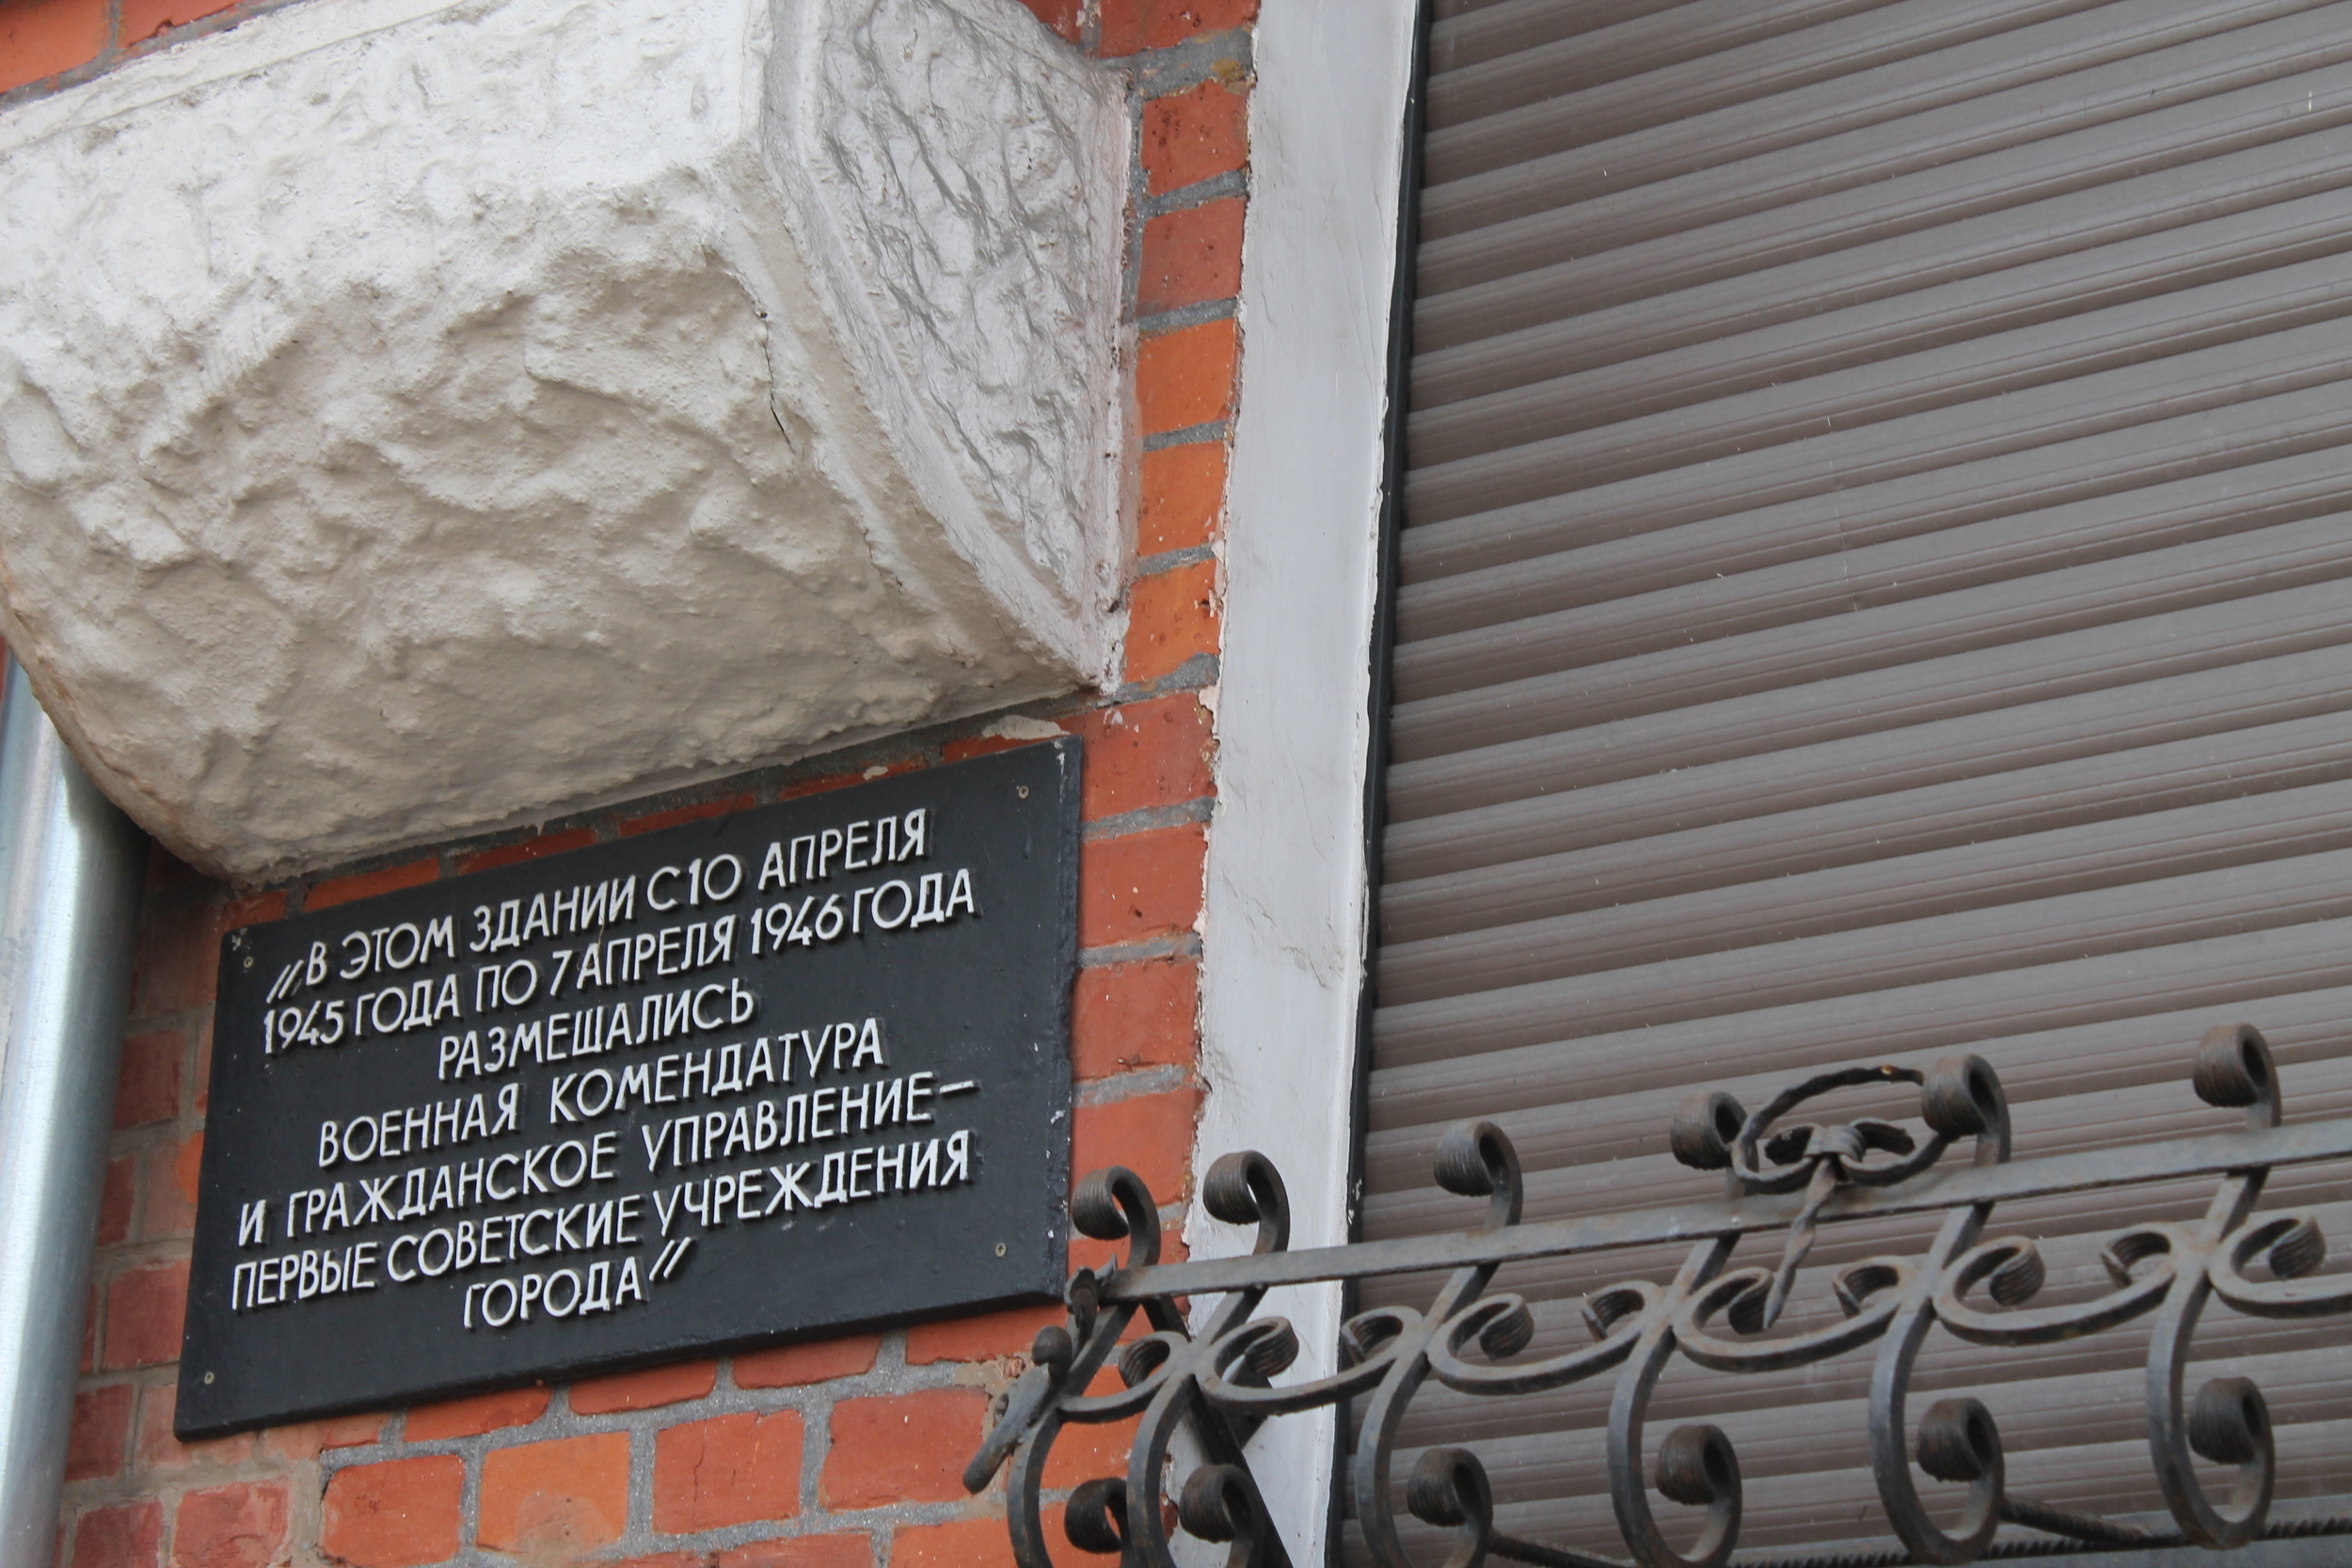 „В ЭТОМ ЗДАНИИ С 10 АПРЕЛЯ
1945 ГОДА ПО 7 АПРЕЛЯ 1946 ГОДА
РАЗМЕЩАЛИСЬ
ВОЕННАЯ КОМЕНДАТУРА
И ГРАЖДАНСКОЕ УПРАВЛЕНИЕ—
ПЕРВЫЕ СОВЕТСКИЕ УЧРЕЖДЕНИЯ
ГОРОДА”